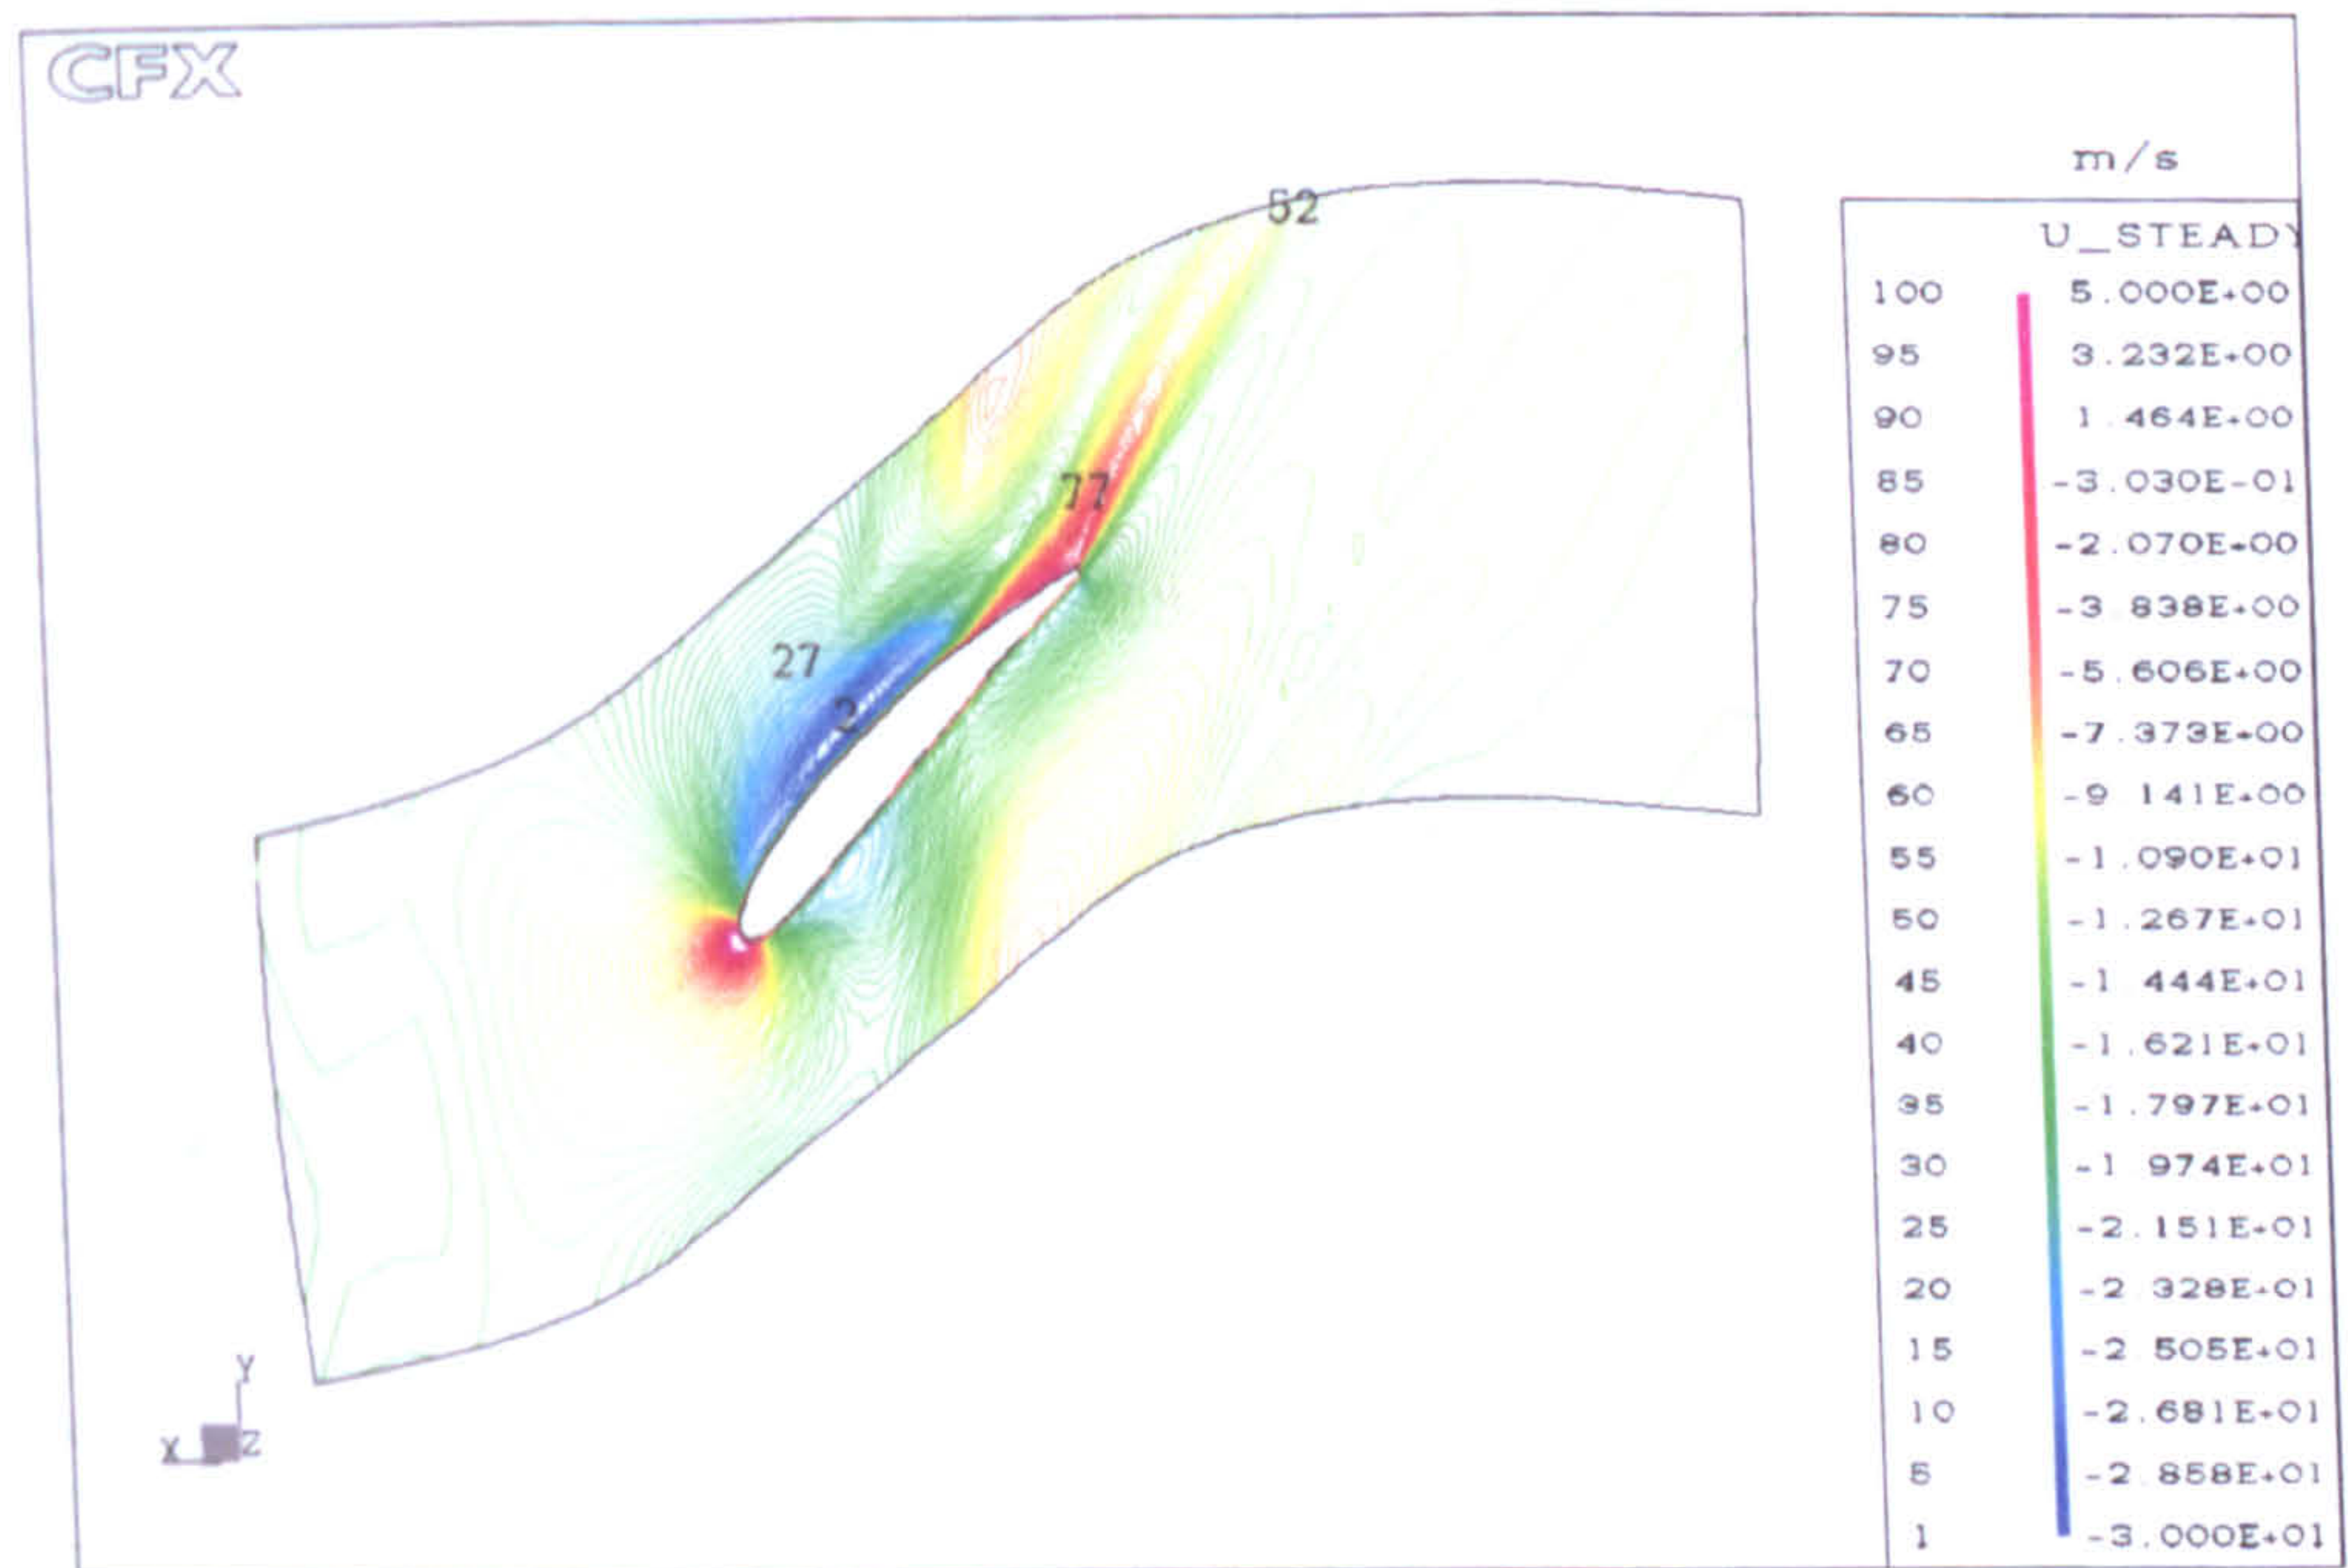 CFX
m/s
U_STEADY
100 5.000E+00
95 3.232E+00
90 1.464E+00
85 -3.030E-01
80 -2.070E+00
75 -3.838E+00
70 -5.606E+00
65 -7.373E+00
60 -9.141E+00
55 -1.090E+01
50 -1.267E+01
45 -1.444E+01
40 -1.621E+01
35 -1.797E+01
30 -1.974E+01
25 -2.151E+01
20 -2.328E+01
15 -2.505E+01
10 -2.681E+01
5 -2.858E+01
1 -3.000E+01
52
77
27
2
Y
X Z